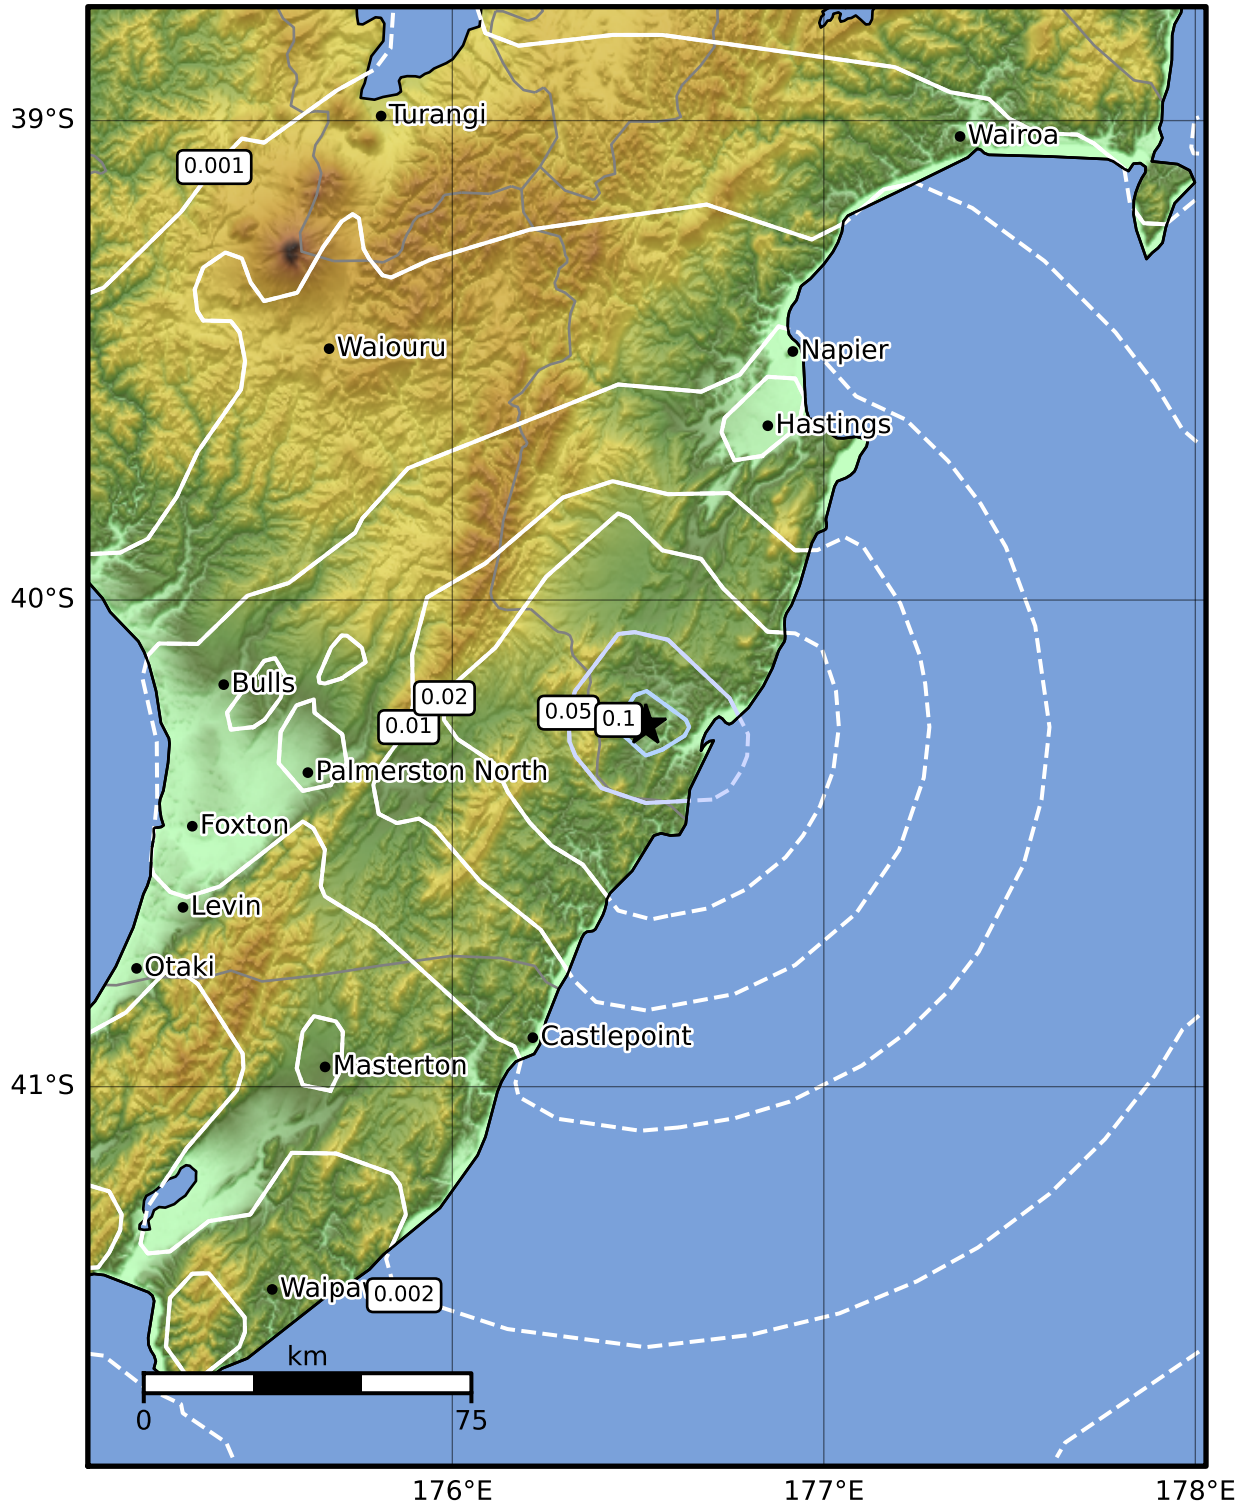 39°S
Turangi
Wairoa
0.001
Waiouru
Napier
Hastings
40°S
Bulls
0.02
0.01
0.05
0.1
Palmerston North
Foxton
Levin
Otaki
Castlepoint
Masterton
41°S
Waipa
0.002
km
0
75
176°E
177°E
178°E